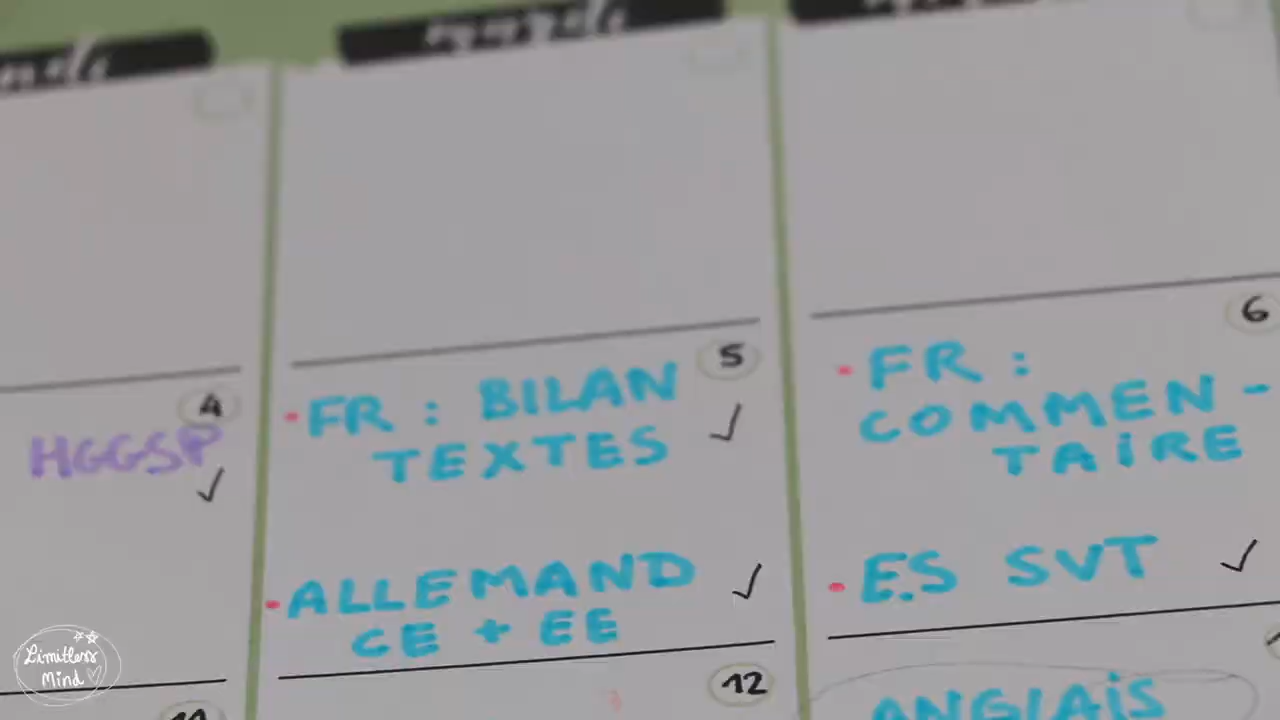 4
HGGSP
5
FR : BILAN
TEXTES
ALLEMAND
CE + EE
6
FR :
COMMEN-
TAIRE
E.S SVT
12
ANGLAIS
Limitless
Mind